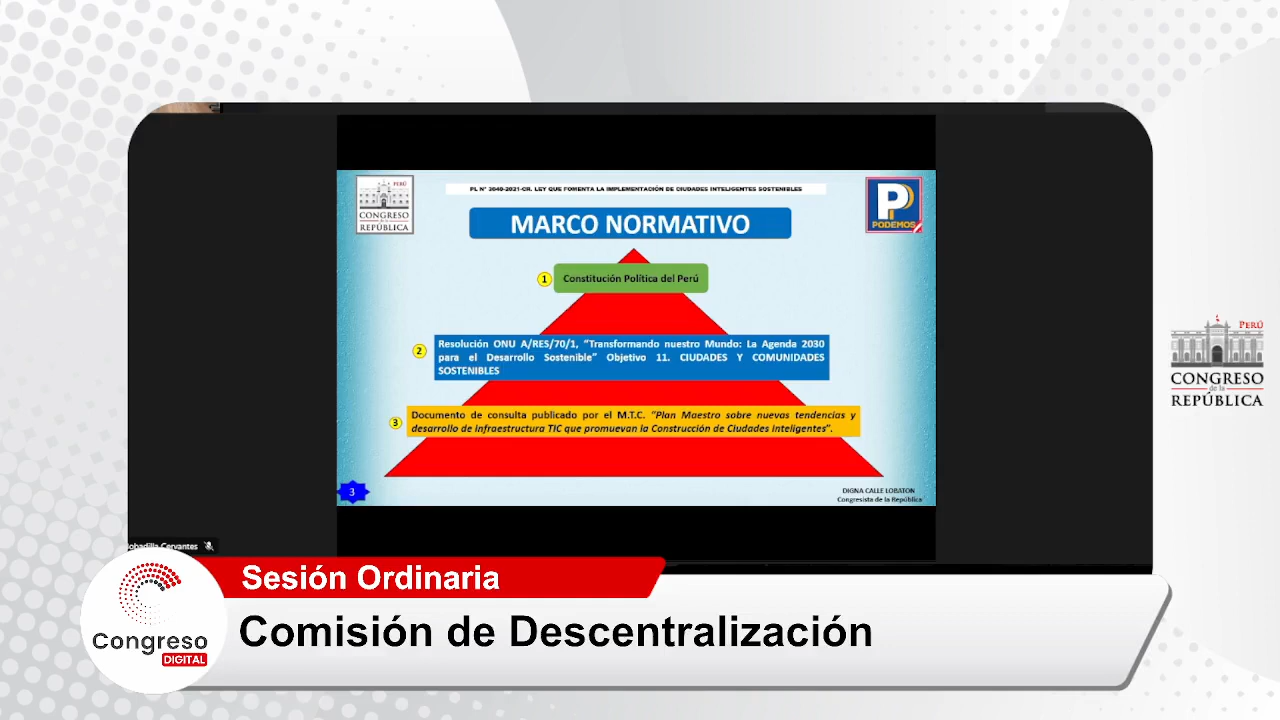 PL N° 3040-2021-CR. LEY QUE FOMENTA LA IMPLEMENTACIÓN DE CIUDADES INTELIGENTES SOSTENIBLES
PERÚ
CONGRESO
de la
REPÚBLICA
MARCO NORMATIVO
PODEMOS
1
Constitución Política del Perú
2
Resolución ONU A/RES/70/1, "Transformando nuestro Mundo: La Agenda 2030
para el Desarrollo Sostenible" Objetivo 11. CIUDADES Y COMUNIDADES
SOSTENIBLES
3
Documento de consulta publicado por el M.T.C. "Plan Maestro sobre nuevas tendencias y
desarrollo de infraestructura TIC que promuevan la Construcción de Ciudades Inteligentes".
3
DIGNA CALLE LOBATON
Congresista de la República
PERÚ
CONGRESO
de la
REPÚBLICA
Cervantes
Sesión Ordinaria
Comisión de Descentralización
Congreso
DIGITAL